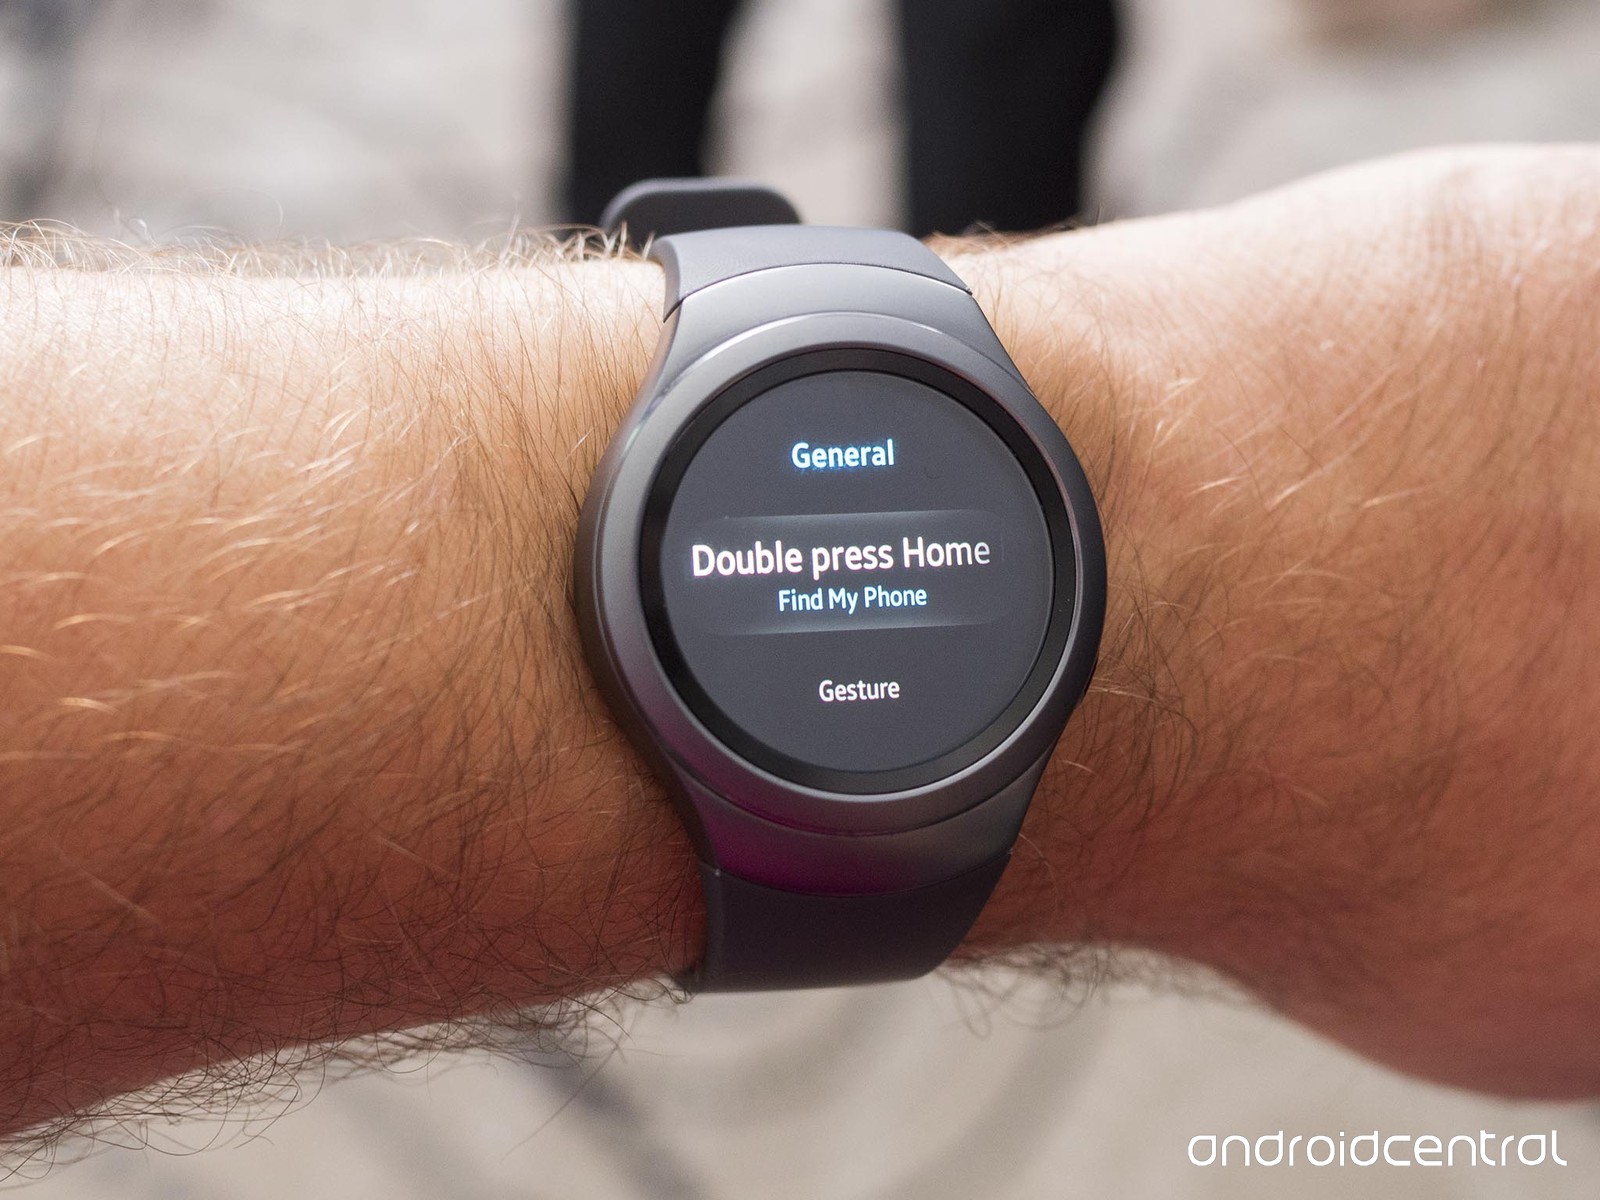 General
Double press Home
Find My Phone
Gesture
androidcentral